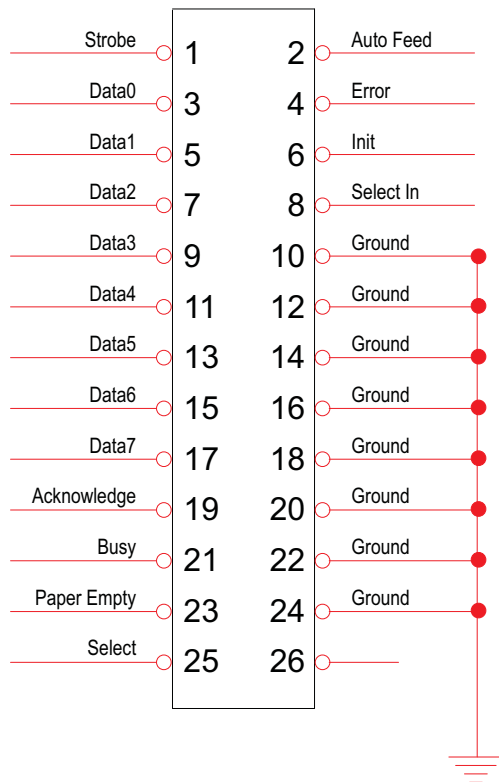 Strobe 1 2 Auto Feed
Data0 3 4 Error
Data1 5 6 Init
Data2 7 8 Select In
Data3 9 10 Ground
Data4 11 12 Ground
Data5 13 14 Ground
Data6 15 16 Ground
Data7 17 18 Ground
Acknowledge 19 20 Ground
Busy 21 22 Ground
Paper Empty 23 24 Ground
Select 25 26